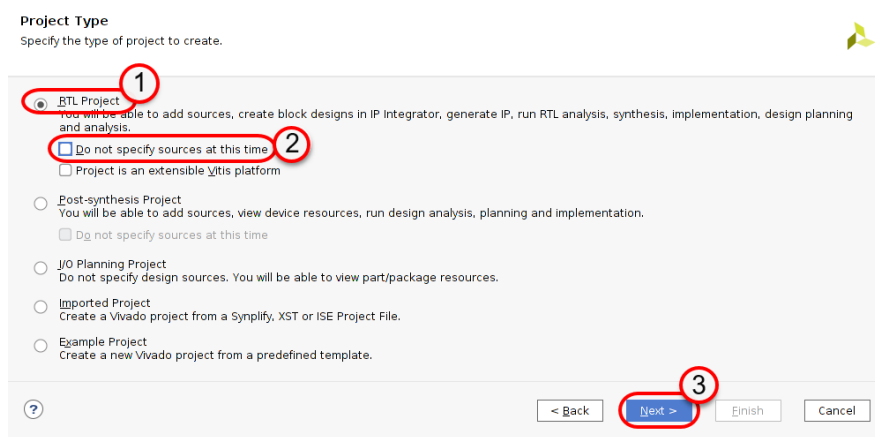 Project Type
Specify the type of project to create.
1
RTL Project
You will be able to add sources, create block designs in IP Integrator, generate IP, run RTL analysis, synthesis, implementation, design planning
and analysis.
Do not specify sources at this time
2
Project is an extensible Vitis platform
Post-synthesis Project
You will be able to add sources, view device resources, run design analysis, planning and implementation.
Do not specify sources at this time
I/O Planning Project
Do not specify design sources. You will be able to view part/package resources.
Imported Project
Create a Vivado project from a Synplify, XST or ISE Project File.
Example Project
Create a new Vivado project from a predefined template.
3
?
< Back
Next >
Finish
Cancel